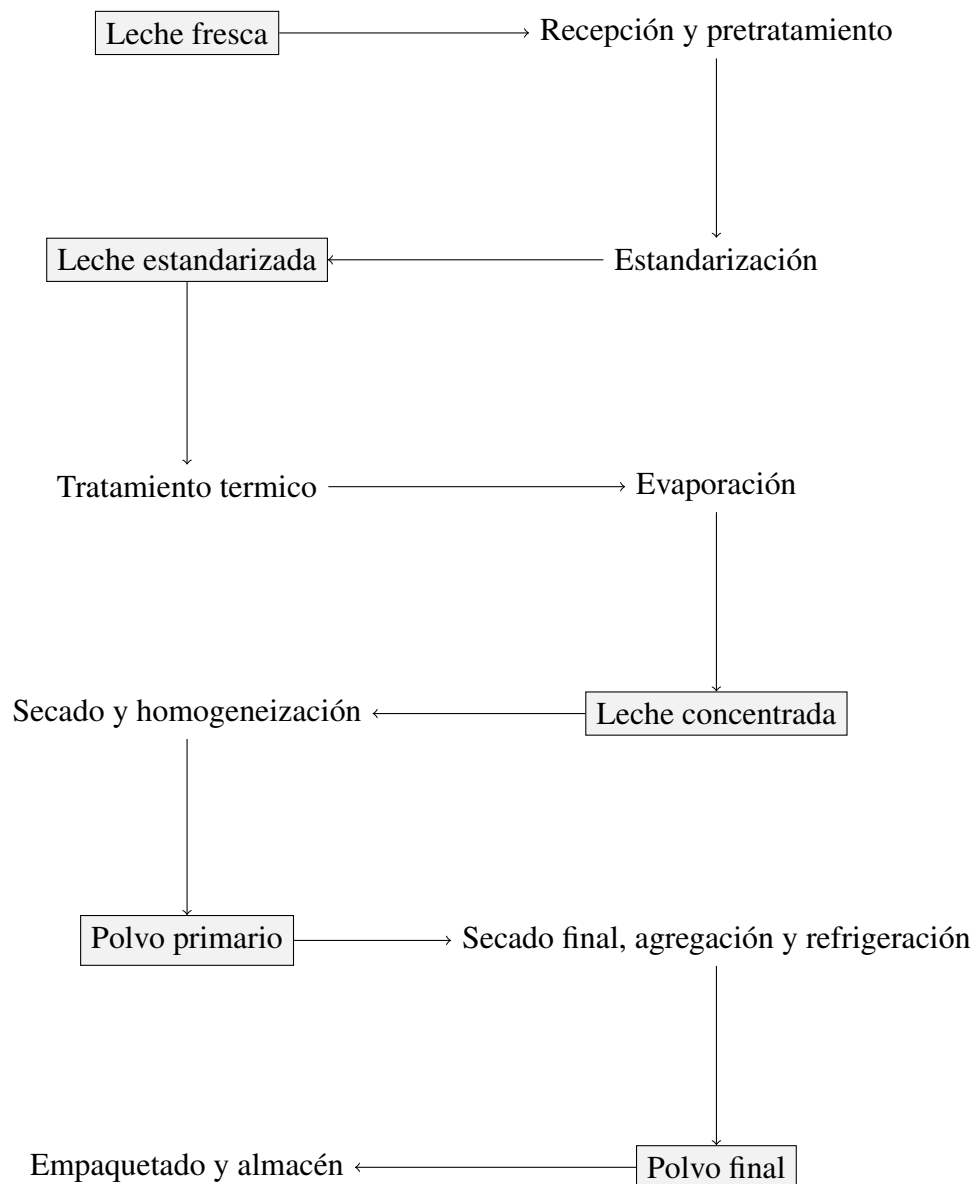 Leche fresca
Recepción y pretratamiento
Estandarización
Leche estandarizada
Tratamiento termico
Evaporación
Leche concentrada
Secado y homogeneización
Polvo primario
Secado final, agregación y refrigeración
Polvo final
Empaquetado y almacén